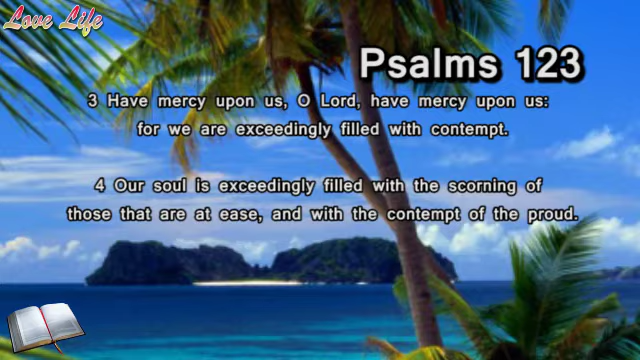 Love Life
Psalms 123
3 Have mercy upon us, O Lord, have mercy upon us:
for we are exceedingly filled with contempt.
4 Our soul is exceedingly filled with the scorning of
those that are at ease, and with the contempt of the proud.